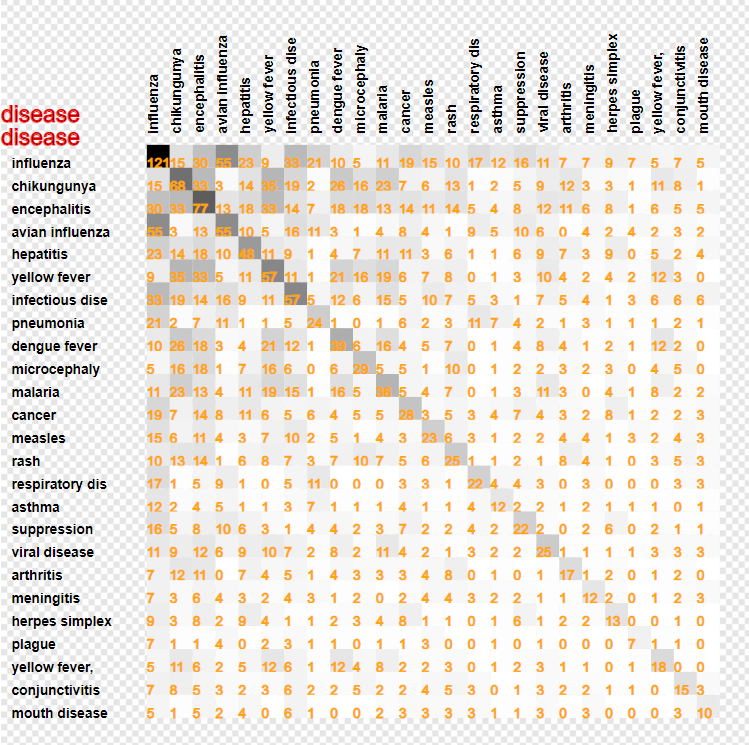 influenza
chikungunya
encephalitis
avian influenza
hepatitis
yellow fever
infectious dise
pneumonia
dengue fever
microcephaly
malaria
cancer
measles
rash
respiratory dis
asthma
suppression
viral disease
arthritis
meningitis
herpes simplex
plague
yellow fever,
conjunctivitis
mouth disease
disease
disease
influenza 121 15 30 55 23 9 33 21 10 5 11 19 15 10 17 12 16 11 7 7 9 7 5 7 5
chikungunya 15 68 33 3 14 35 19 2 26 16 23 7 6 13 1 2 5 9 12 3 3 1 11 8 1
encephalitis 30 33 77 13 18 33 14 7 18 18 13 14 11 14 5 4 8 12 11 6 8 1 6 5 5
avian influenza 55 3 13 55 10 5 16 11 3 1 4 8 4 1 9 5 10 6 0 4 2 4 2 3 2
hepatitis 23 14 18 10 48 11 9 1 4 7 11 11 3 6 1 1 6 9 7 3 9 0 5 2 4
yellow fever 9 35 33 5 11 57 11 1 21 16 19 6 7 8 0 1 3 10 4 2 4 2 12 3 0
infectious dise 33 19 14 16 9 11 57 5 12 6 15 5 10 7 5 3 1 7 5 4 1 3 6 6 6
pneumonia 21 2 7 11 1 1 5 24 1 0 1 6 2 3 11 7 4 2 1 3 1 1 1 2 1
dengue fever 10 26 18 3 4 21 12 1 39 6 16 4 5 7 0 1 4 8 4 1 2 1 12 2 0
microcephaly 5 16 18 1 7 16 6 0 6 29 5 5 1 10 0 1 2 2 3 2 3 0 4 5 0
malaria 11 23 13 4 11 19 15 1 16 5 36 5 4 7 0 1 3 11 3 0 4 1 8 2 2
cancer 19 7 14 8 11 6 5 6 4 5 5 28 3 5 3 4 7 4 3 2 8 1 2 2 3
measles 15 6 11 4 3 7 10 2 5 1 4 3 23 6 3 1 2 2 4 4 1 3 2 4 3
rash 10 13 14 1 6 8 7 3 7 10 7 5 6 25 1 1 2 1 8 4 1 0 3 5 3
respiratory dis 17 1 5 9 1 0 5 11 0 0 0 3 3 1 22 4 4 3 0 3 0 0 0 3 3
asthma 12 2 4 5 1 1 3 7 1 1 1 4 1 1 4 12 2 2 1 2 1 1 1 0 1
suppression 16 5 8 10 6 3 1 4 4 2 3 7 2 2 4 2 22 2 0 2 6 0 2 1 1
viral disease 11 9 12 6 9 10 7 2 8 2 11 4 2 1 3 2 2 25 1 1 1 1 3 3 3
arthritis 7 12 11 0 7 4 5 1 4 3 3 3 4 8 0 1 0 1 17 1 2 0 1 2 0
meningitis 7 3 6 4 3 2 4 3 1 2 0 2 4 4 3 2 2 1 1 12 2 0 1 2 3
herpes simplex 9 3 8 2 9 4 1 1 2 3 4 8 1 1 0 1 6 1 2 2 13 0 0 1 0
plague 7 1 1 4 0 2 3 1 1 0 1 1 3 0 0 1 0 1 0 0 0 7 1 1 0
yellow fever, 5 11 6 2 5 12 6 1 12 4 8 2 2 3 0 1 2 3 1 1 0 1 18 0 0
conjunctivitis 7 8 5 3 2 3 6 2 2 5 2 2 4 5 3 0 1 3 2 2 1 1 0 15 3
mouth disease 5 1 5 2 4 0 6 1 0 0 2 3 3 3 3 1 1 3 0 3 0 0 0 3 10